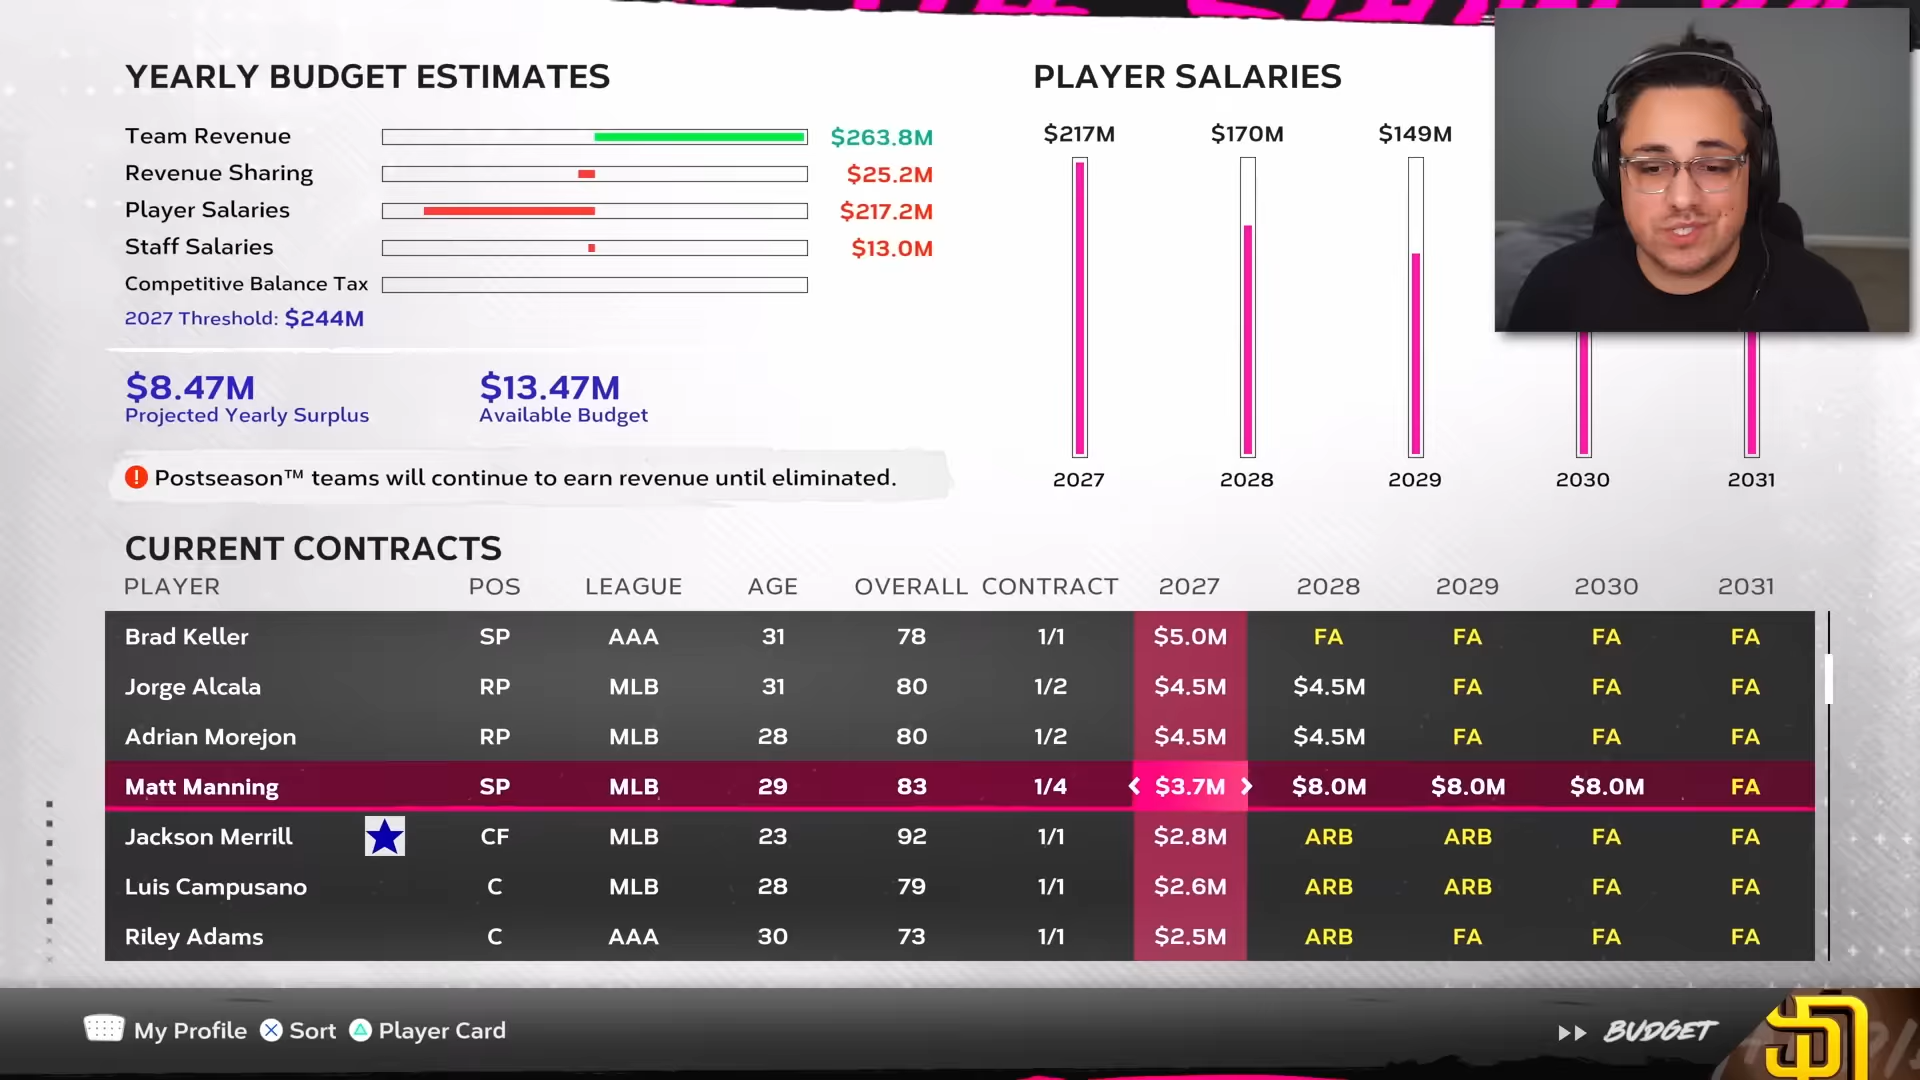 YEARLY BUDGET ESTIMATES
Team Revenue $263.8M
Revenue Sharing $25.2M
Player Salaries $217.2M
Staff Salaries $13.0M
Competitive Balance Tax
2027 Threshold: $244M
$8.47M $13.47M
Projected Yearly Surplus Available Budget
! Postseason™ teams will continue to earn revenue until eliminated.
PLAYER SALARIES
$217M $170M $149M
2027 2028 2029 2030 2031
CURRENT CONTRACTS
PLAYER POS LEAGUE AGE OVERALL CONTRACT 2027 2028 2029 2030 2031
Brad Keller SP AAA 31 78 1/1 $5.0M FA FA FA FA
Jorge Alcala RP MLB 31 80 1/2 $4.5M $4.5M FA FA FA
Adrian Morejon RP MLB 28 80 1/2 $4.5M $4.5M FA FA FA
Matt Manning SP MLB 29 83 1/4 $3.7M $8.0M $8.0M $8.0M FA
Jackson Merrill CF MLB 23 92 1/1 $2.8M ARB ARB FA FA
Luis Campusano C MLB 28 79 1/1 $2.6M ARB ARB FA FA
Riley Adams C AAA 30 73 1/1 $2.5M ARB FA FA FA
My Profile Sort Player Card
BUDGET
SD